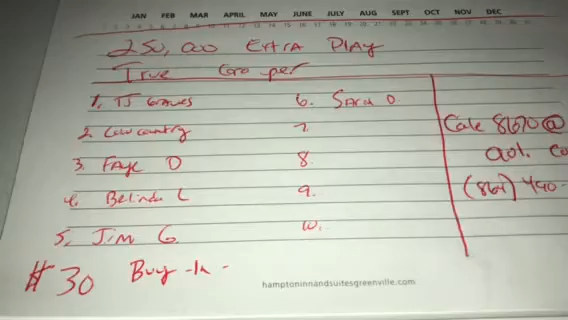 JAN FEB MAR APRIL MAY JUNE JULY AUG SEPT OCT NOV DEC
250,000 Extra Play
True
1, TJ Graves
2. Lowcountry
3. Faye D
4. Belinda L
5, Jim G
6. Sara D.
7.
8.
9.
10.
Cale 8670@
aol. co
(864) 440-
$30 Buy-In -
hamptoninnandsuitesgreenville.com